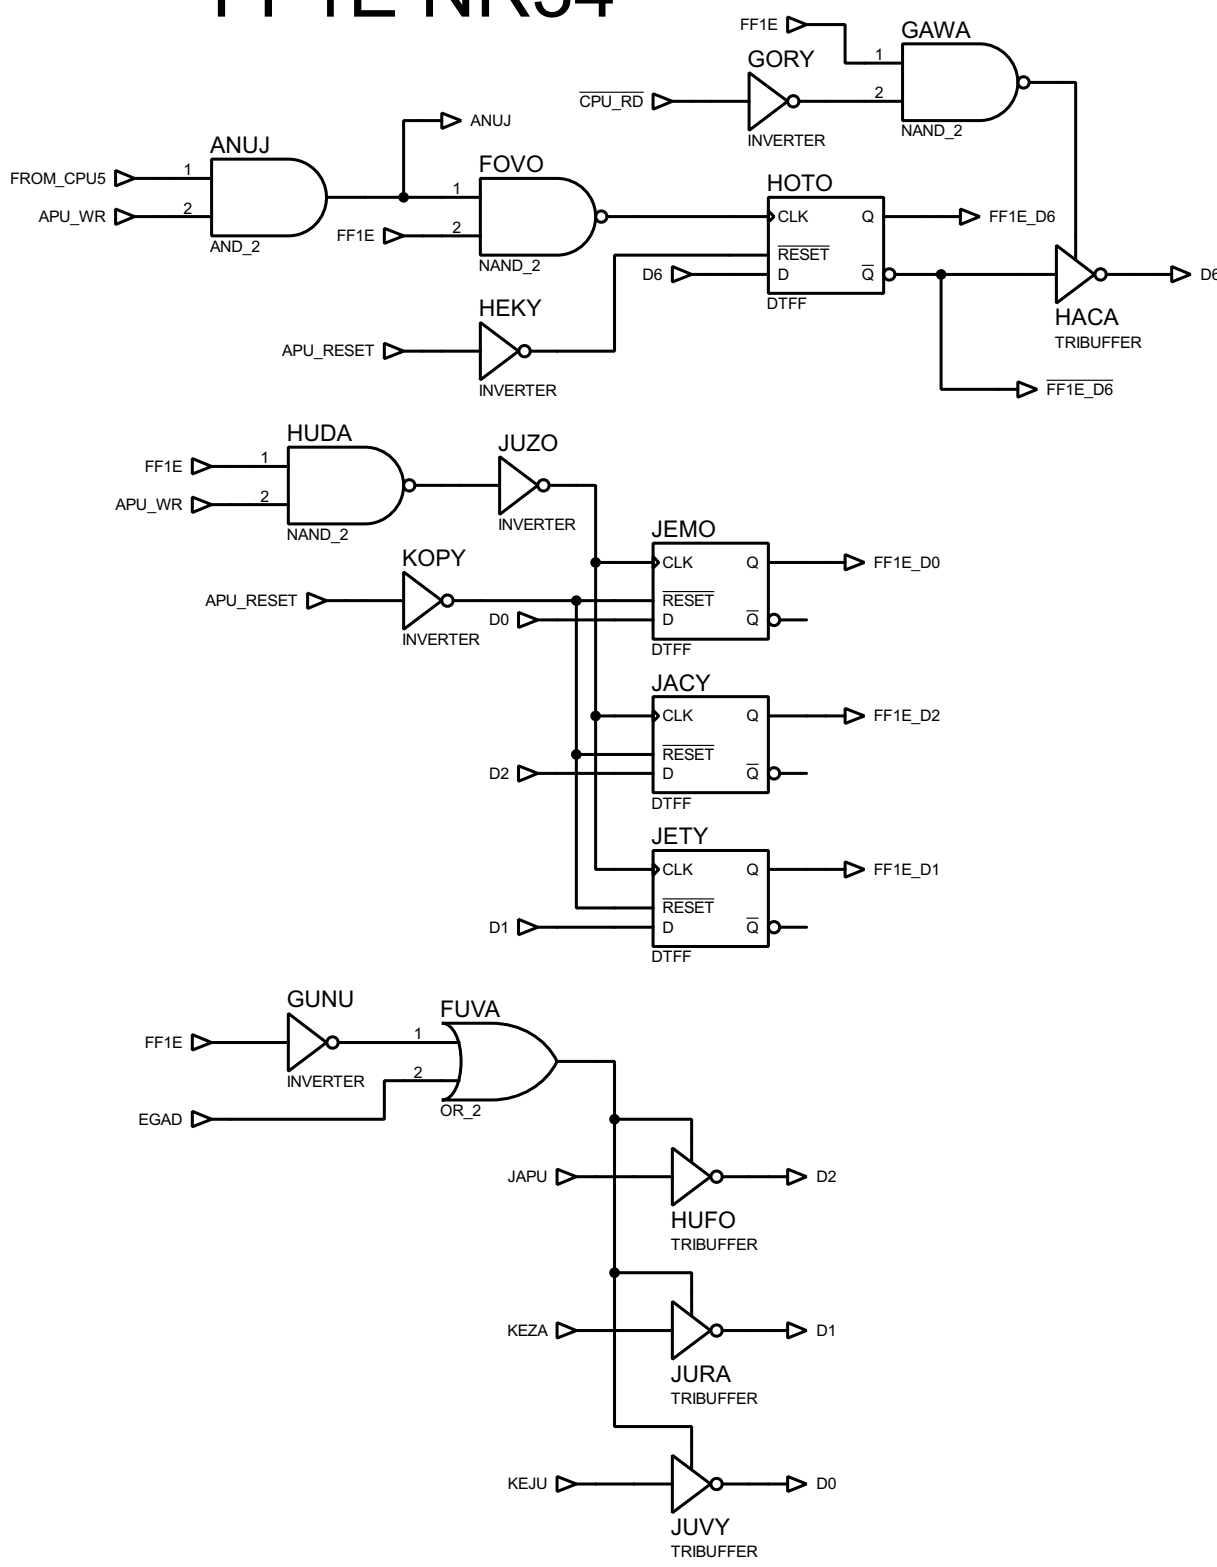 FF1E NR34
FF1E
GAWA
GORY
1
CPU_RD
2
INVERTER
NAND_2
ANUJ
ANUJ
FOVO
FROM_CPU5
1
APU_WR
2
AND_2
1
FF1E
2
NAND_2
HOTO
CLK
Q
FF1E_D6
RESET
D6
D
Q
D6
DTFF
HACA
TRIBUFFER
HEKY
APU_RESET
INVERTER
FF1E_D6
HUDA
JUZO
FF1E
1
APU_WR
2
NAND_2
INVERTER
JEMO
KOPY
CLK
Q
FF1E_D0
APU_RESET
RESET
D0
D
Q
INVERTER
DTFF
JACY
CLK
Q
FF1E_D2
RESET
D2
D
Q
DTFF
JETY
CLK
Q
FF1E_D1
RESET
D1
D
Q
DTFF
GUNU
FUVA
FF1E
1
INVERTER
2
EGAD
OR_2
JAPU
D2
HUFO
TRIBUFFER
KEZA
D1
JURA
TRIBUFFER
KEJU
D0
JUVY
TRIBUFFER